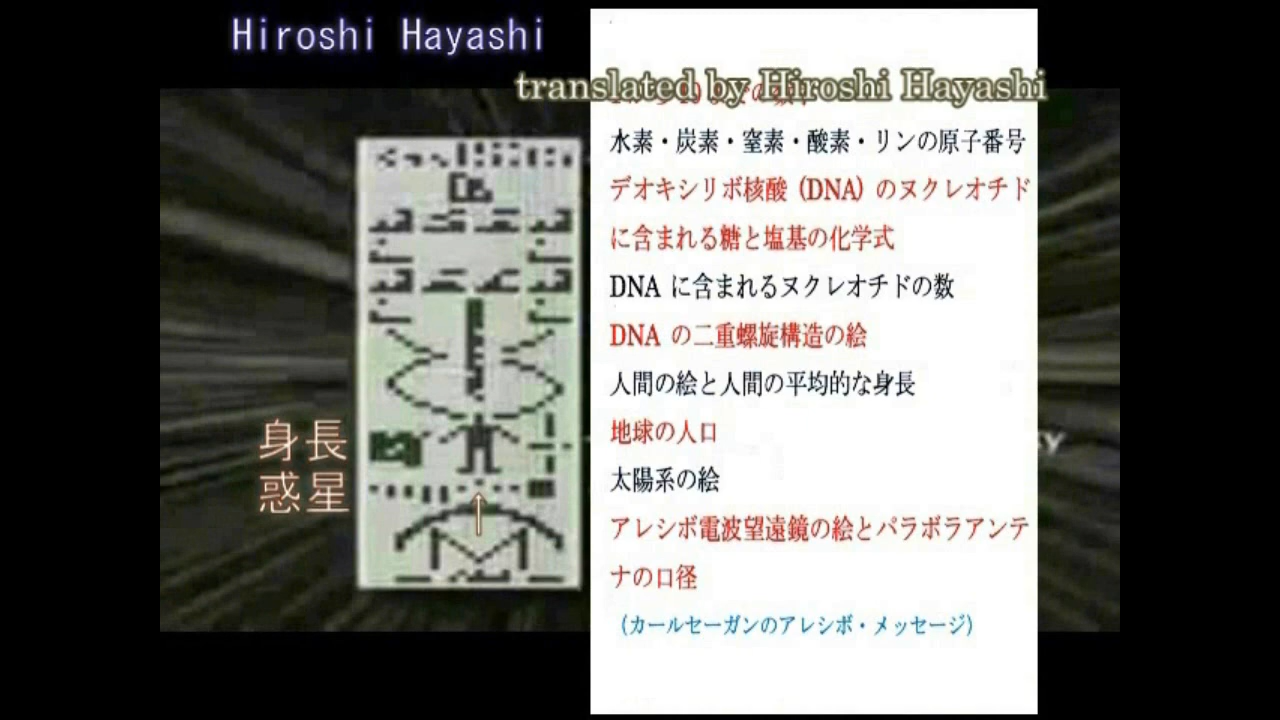 Hiroshi Hayashi
translated by Hiroshi Hayashi
水素・炭素・窒素・酸素・リンの原子番号
デオキシリボ核酸 (DNA) のヌクレオチド
に含まれる糖と塩基の化学式
DNA に含まれるヌクレオチドの数
DNA の二重螺旋構造の絵
人間の絵と人間の平均的な身長
地球の人口
太陽系の絵
アレシボ電波望遠鏡の絵とパラボラアンテ
ナの口径
(カールセーガンのアレシボ・メッセージ)
身長
惑星